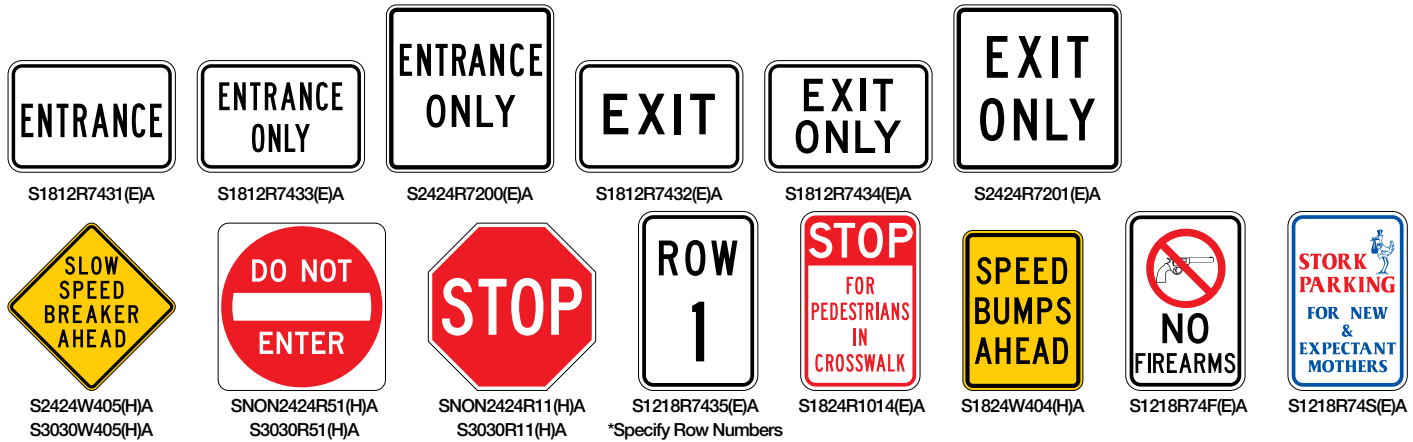 ENTRANCE
S1812R7431(E)A
ENTRANCE
ONLY
S1812R7433(E)A
ENTRANCE
ONLY
S2424R7200(E)A
EXIT
S1812R7432(E)A
EXIT
ONLY
S1812R7434(E)A
EXIT
ONLY
S2424R7201(E)A
SLOW
SPEED
BREAKER
AHEAD
S2424W405(H)A
S3030W405(H)A
DO NOT
ENTER
SNON2424R51(H)A
S3030R51(H)A
STOP
SNON2424R11(H)A
S3030R11(H)A
ROW
1
S1218R7435(E)A
*Specify Row Numbers
STOP
FOR
PEDESTRIANS
IN
CROSSWALK
S1824R1014(E)A
SPEED
BUMPS
AHEAD
S1824W404(H)A
NO
FIREARMS
S1218R74F(E)A
STORK
PARKING
FOR NEW
&
EXPECTANT
MOTHERS
S1218R74S(E)A